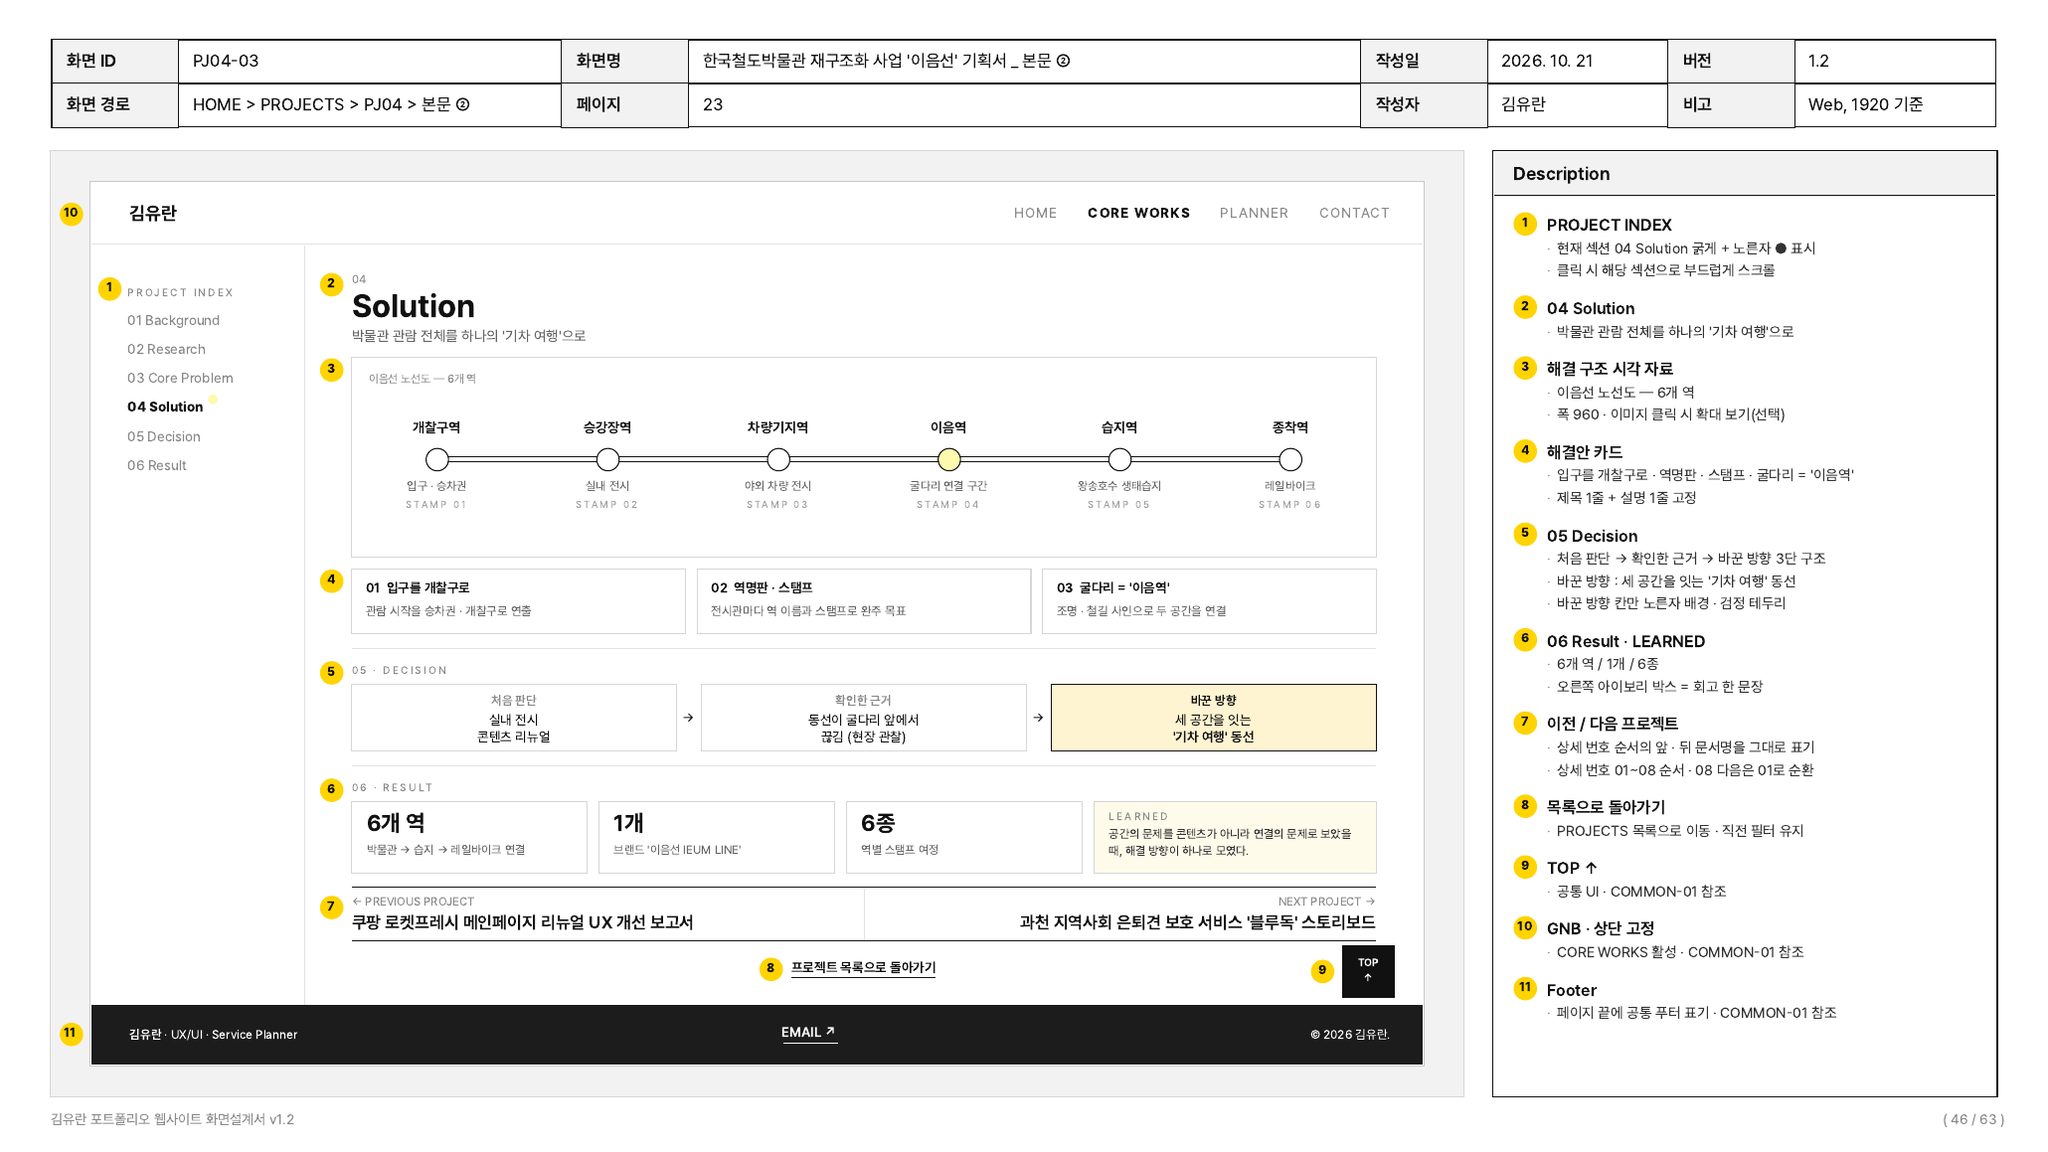 화면 ID PJ04-03 화면명 한국철도박물관 재구조화 사업 '이음선' 기획서 _ 본문 ② 작성일 2026. 10. 21 버전 1.2
화면 경로 HOME > PROJECTS > PJ04 > 본문 ② 페이지 23 작성자 김유란 비고 Web, 1920 기준
10 김유란 HOME CORE WORKS PLANNER CONTACT
1 PROJECT INDEX
01 Background
02 Research
03 Core Problem
04 Solution
05 Decision
06 Result
2 04
Solution
박물관 관람 전체를 하나의 '기차 여행'으로
3 이음선 노선도 — 6개 역
개찰구역 승강장역 차량기지역 이음역 습지역 종착역
입구 · 승차권 실내 전시 야외 차량 전시 굴다리 연결 구간 왕송호수 생태습지 레일바이크
STAMP 01 STAMP 02 STAMP 03 STAMP 04 STAMP 05 STAMP 06
4 01 입구를 개찰구로
관람 시작을 승차권 · 개찰구로 연출
02 역명판 · 스탬프
전시관마다 역 이름과 스탬프로 완주 목표
03 굴다리 = '이음역'
조명 · 철길 사인으로 두 공간을 연결
5 05 · DECISION
처음 판단
실내 전시
콘텐츠 리뉴얼
→
확인한 근거
동선이 굴다리 앞에서
끊김 (현장 관찰)
→
바꾼 방향
세 공간을 잇는
'기차 여행' 동선
6 06 · RESULT
6개 역
박물관 → 습지 → 레일바이크 연결
1개
브랜드 '이음선 IEUM LINE'
6종
역별 스탬프 여정
LEARNED
공간의 문제를 콘텐츠가 아니라 연결의 문제로 보았을
때, 해결 방향이 하나로 모였다.
7 ← PREVIOUS PROJECT
쿠팡 로켓프레시 메인페이지 리뉴얼 UX 개선 보고서
NEXT PROJECT →
과천 지역사회 은퇴견 보호 서비스 '블루독' 스토리보드
8 프로젝트 목록으로 돌아가기
9 TOP
↑
11 김유란 · UX/UI · Service Planner EMAIL ↗ © 2026 김유란.
Description
1 PROJECT INDEX
· 현재 섹션 04 Solution 굵게 + 노른자 ● 표시
· 클릭 시 해당 섹션으로 부드럽게 스크롤
2 04 Solution
· 박물관 관람 전체를 하나의 '기차 여행'으로
3 해결 구조 시각 자료
· 이음선 노선도 — 6개 역
· 폭 960 · 이미지 클릭 시 확대 보기(선택)
4 해결안 카드
· 입구를 개찰구로 · 역명판 · 스탬프 · 굴다리 = '이음역'
· 제목 1줄 + 설명 1줄 고정
5 05 Decision
· 처음 판단 → 확인한 근거 → 바꾼 방향 3단 구조
· 바꾼 방향 : 세 공간을 잇는 '기차 여행' 동선
· 바꾼 방향 칸만 노른자 배경 · 검정 테두리
6 06 Result · LEARNED
· 6개 역 / 1개 / 6종
· 오른쪽 아이보리 박스 = 회고 한 문장
7 이전 / 다음 프로젝트
· 상세 번호 순서의 앞 · 뒤 문서명을 그대로 표기
· 상세 번호 01~08 순서 · 08 다음은 01로 순환
8 목록으로 돌아가기
· PROJECTS 목록으로 이동 · 직전 필터 유지
9 TOP ↑
· 공통 UI · COMMON-01 참조
10 GNB · 상단 고정
· CORE WORKS 활성 · COMMON-01 참조
11 Footer
· 페이지 끝에 공통 푸터 표기 · COMMON-01 참조
김유란 포트폴리오 웹사이트 화면설계서 v1.2 ( 46 / 63 )